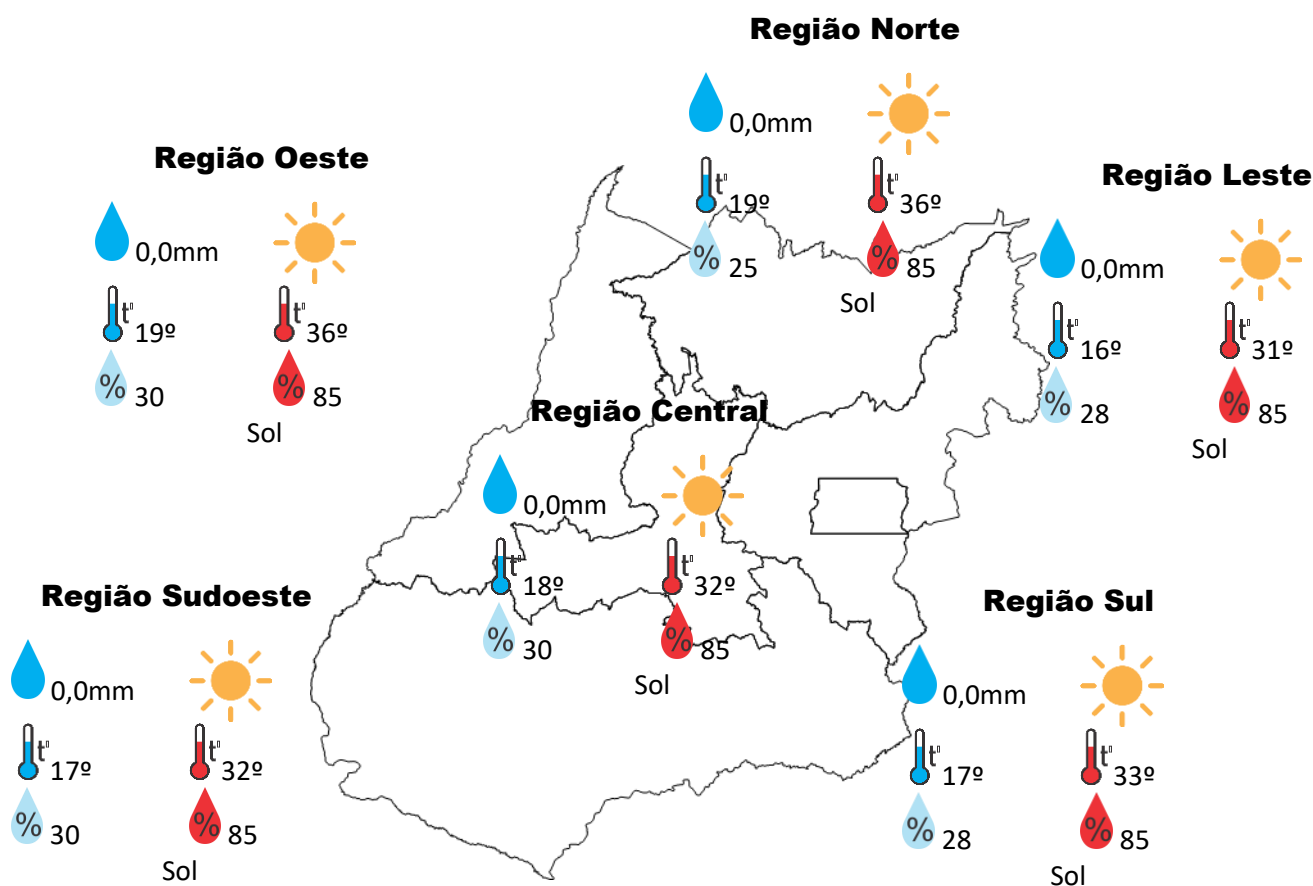 Região Norte
0,0mm
t°
19º
t°
36º
%
25
%
85
Sol
Região Oeste
0,0mm
t°
19º
t°
36º
%
30
%
85
Sol
Região Leste
0,0mm
t°
16º
t°
31º
%
28
%
85
Sol
Região Central
0,0mm
t°
18º
t°
32º
%
30
%
85
Sol
Região Sudoeste
0,0mm
t°
17º
t°
32º
%
30
%
85
Sol
Região Sul
0,0mm
t°
17º
t°
33º
%
28
%
85
Sol